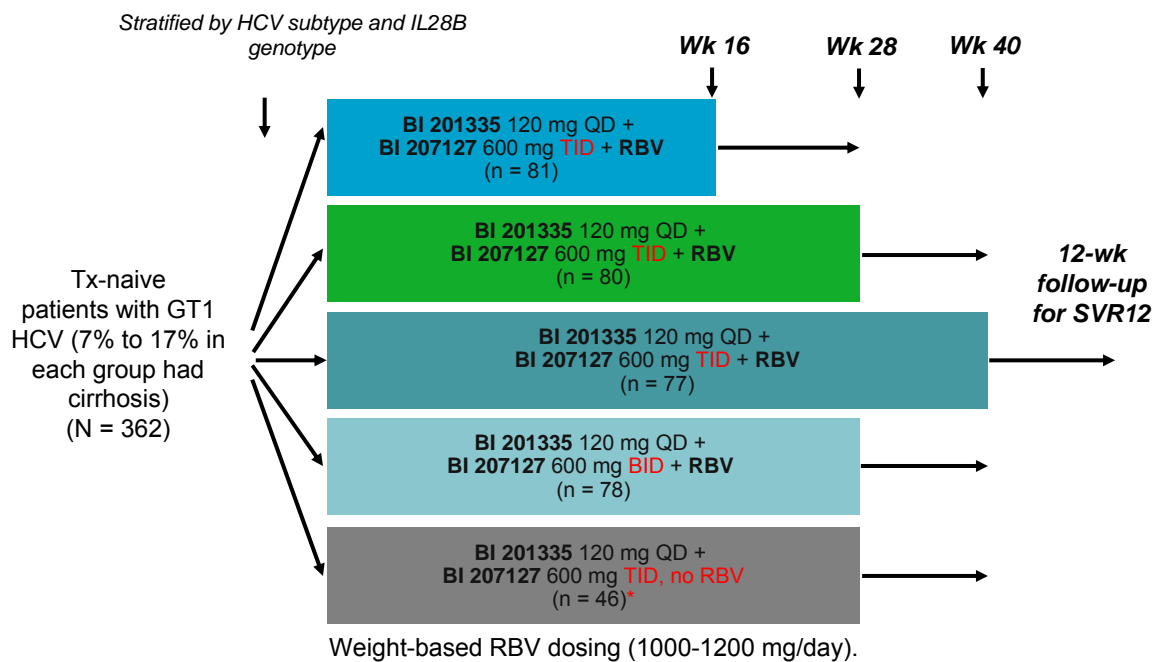 Stratified by HCV subtype and IL28B
genotype
Wk 16
Wk 28
Wk 40
BI 201335 120 mg QD +
BI 207127 600 mg TID + RBV
(n = 81)
BI 201335 120 mg QD +
BI 207127 600 mg TID + RBV
(n = 80)
Tx-naive
patients with GT1
HCV (7% to 17% in
each group had
cirrhosis)
(N = 362)
BI 201335 120 mg QD +
BI 207127 600 mg TID + RBV
(n = 77)
12-wk
follow-up
for SVR12
BI 201335 120 mg QD +
BI 207127 600 mg BID + RBV
(n = 78)
BI 201335 120 mg QD +
BI 207127 600 mg TID, no RBV
(n = 46)*
Weight-based RBV dosing (1000-1200 mg/day).